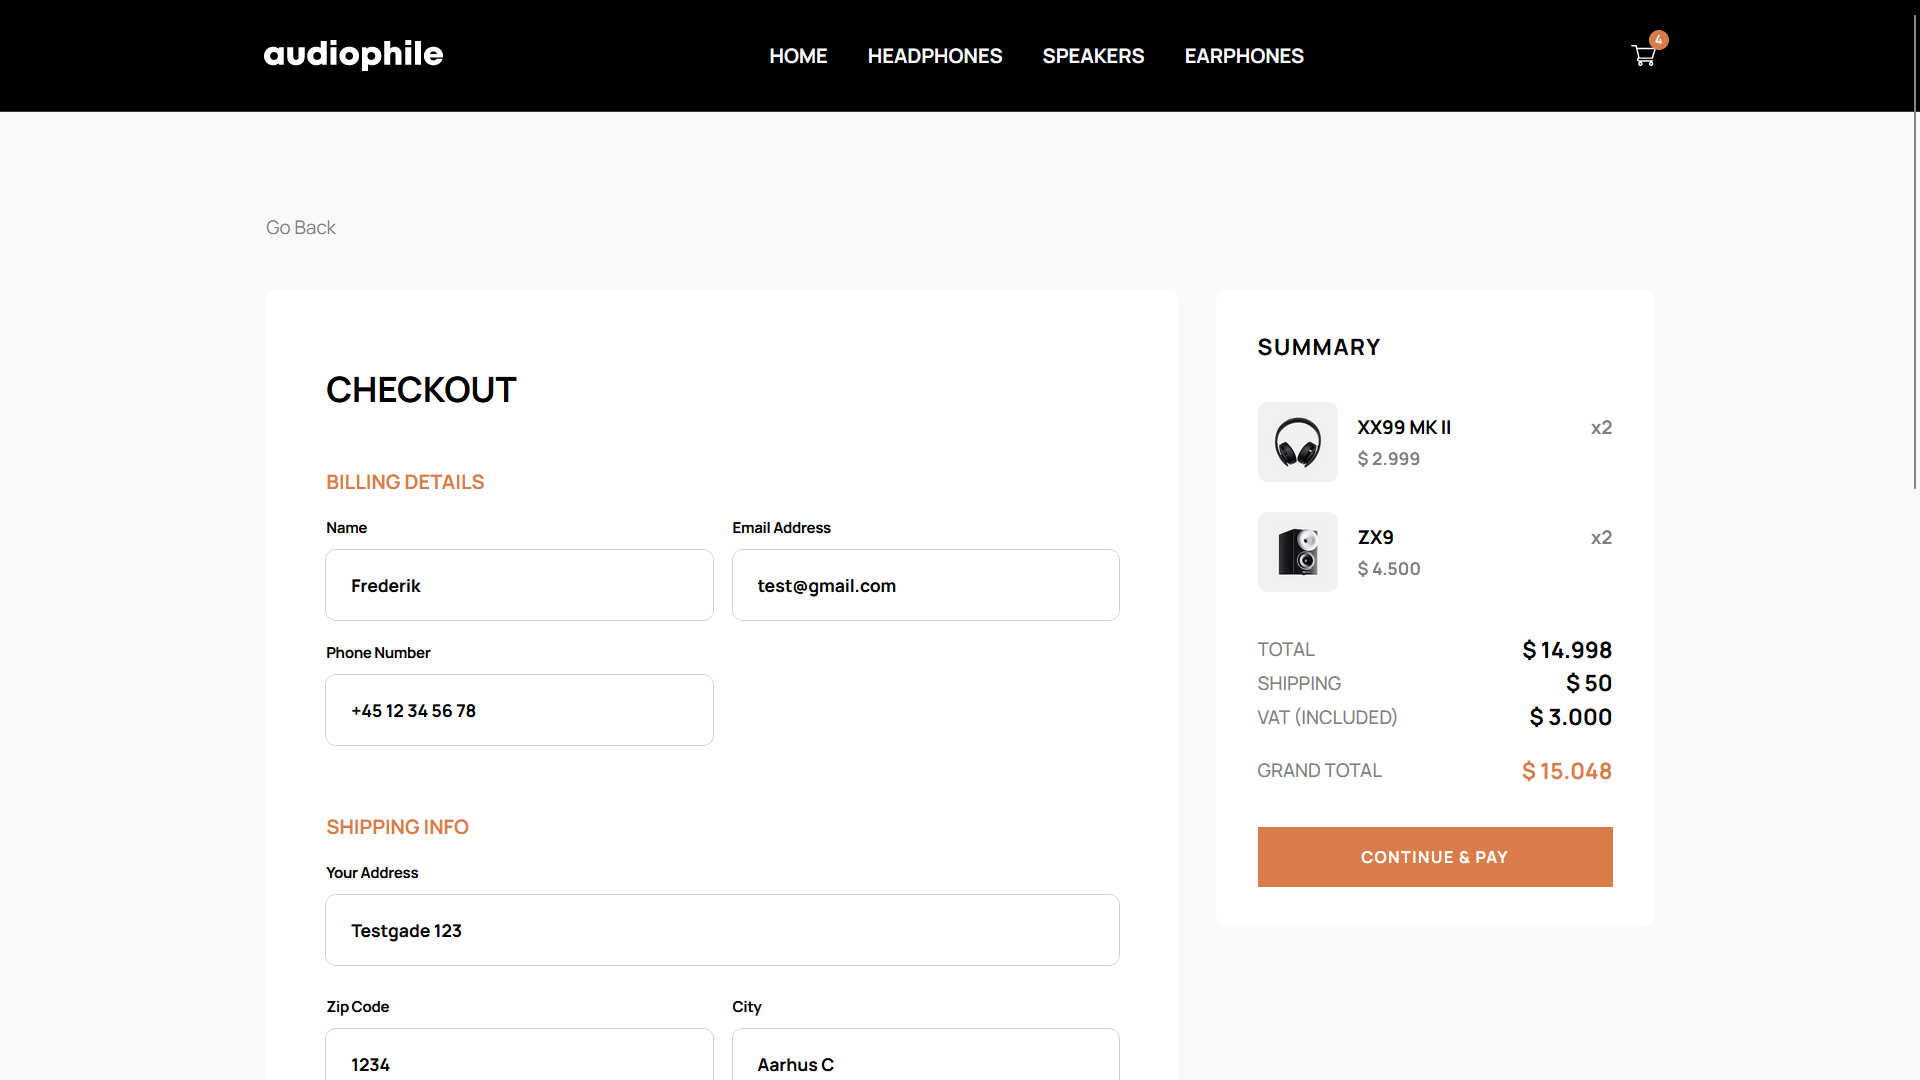 audiophile
HOME HEADPHONES SPEAKERS EARPHONES
4
Go Back
CHECKOUT
BILLING DETAILS
Name
Frederik
Email Address
test@gmail.com
Phone Number
+45 12 34 56 78
SHIPPING INFO
Your Address
Testgade 123
Zip Code
1234
City
Aarhus C
SUMMARY
XX99 MK II x2
$ 2.999
ZX9 x2
$ 4.500
TOTAL $ 14.998
SHIPPING $ 50
VAT (INCLUDED) $ 3.000
GRAND TOTAL $ 15.048
CONTINUE & PAY